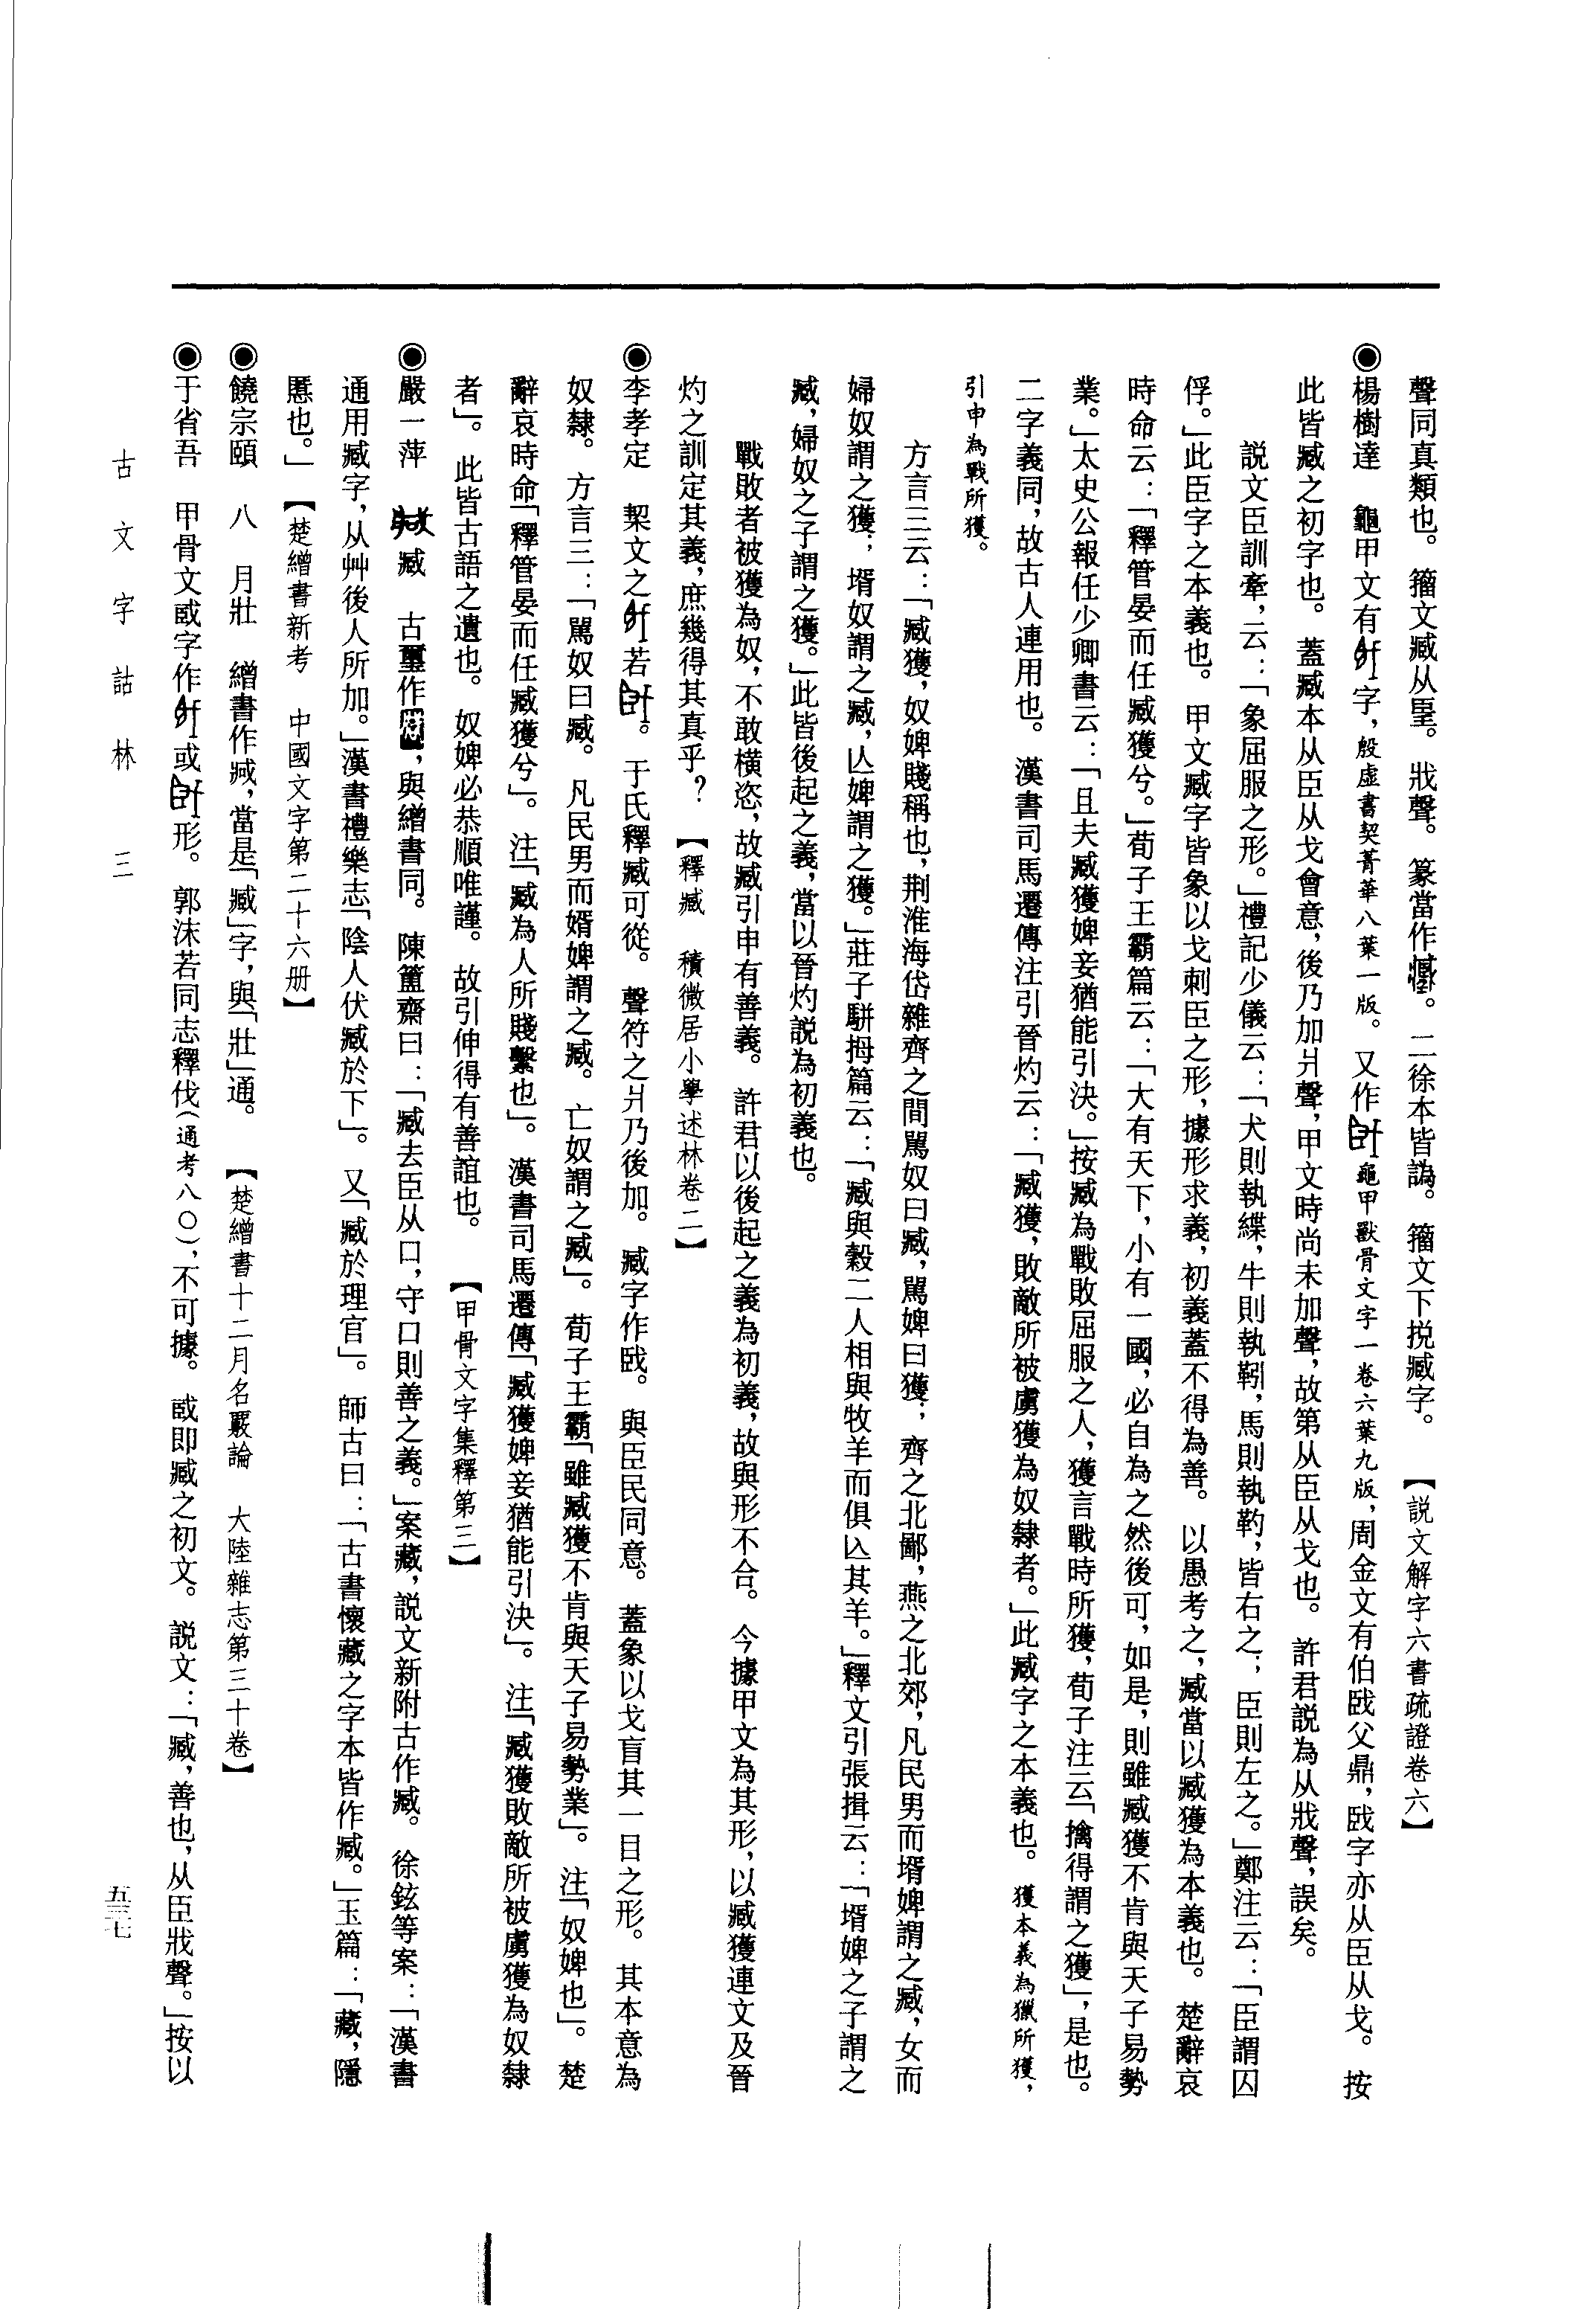 聲同真類也。籀文臧从𡈼。戕聲。篆當作。二徐本皆譌。籀文下挩臧字。　【説文解字六書疏證卷六】
◉楊樹達　龜甲文有字，殷虛書契菁華八葉一版。又作龜甲獸骨文字一卷六葉九版，周金文有伯㦰父鼎，㦰字亦从臣从戈。按
此皆臧之初字也。蓋臧本从臣从戈會意，後乃加爿聲，甲文時尚未加聲，故第从臣从戈也。許君説為从戕聲，誤矣。
説文臣訓牽，云：「象屈服之形。」禮記少儀云：「犬則執緤，牛則執靷，馬則執靮，皆右之；臣則左之。」鄭注云：「臣謂囚
俘。」此臣字之本義也。甲文臧字皆象以戈刺臣之形，據形求義，初義蓋不得為善。以愚考之，臧當以臧獲為本義也。楚辭哀
時命云：「釋管晏而任臧獲兮。」荀子王霸篇云：「大有天下，小有一國，必自為之然後可，如是，則雖臧獲不肯與天子易勢
業。」太史公報任少卿書云：「且夫臧獲婢妾猶能引決。」按臧為戰敗屈服之人，獲言戰時所獲，荀子注云「擒得謂之獲」，是也。
二字義同，故古人連用也。漢書司馬遷傳注引晉灼云：「臧獲，敗敵所被虜獲為奴隸者。」此臧字之本義也。獲本義為獵所獲，
引申為戰所獲。
方言三云：「臧獲，奴婢賤稱也，荆淮海岱雜齊之間罵奴曰臧，罵婢曰獲；齊之北鄙，燕之北郊，凡民男而壻婢謂之臧，女而
婦奴謂之獲；壻奴謂之臧，亾婢謂之獲。」莊子駢拇篇云：「臧與穀二人相與牧羊而俱亾其羊。」釋文引張揖云：「壻婢之子謂之
臧，婦奴之子謂之獲。」此皆後起之義，當以晉灼説為初義也。
戰敗者被獲為奴，不敢橫恣，故臧引申有善義。許君以後起之義為初義，故與形不合。今據甲文為其形，以臧獲連文及晉
灼之訓定其義，庶幾得其真乎？　【釋臧　積微居小學述林卷二】
◉李孝定　栔文之若。于氏釋臧可從。聲符之爿乃後加。臧字作㦰。與臣民同意。蓋象以戈盲其一目之形。其本意為
奴隸。方言三：「罵奴曰臧。凡民男而婿婢謂之臧。亡奴謂之臧」。荀子王霸「雖臧獲不肯與天子易勢業」。注「奴婢也」。楚
辭哀時命「釋管晏而任臧獲兮」。注「臧為人所賤繫也」。漢書司馬遷傳「臧獲婢妾猶能引決」。注「臧獲敗敵所被虜獲為奴隸
者」。此皆古語之遺也。奴婢必恭順唯謹。故引伸得有善誼也。　【甲骨文字集釋第三】
◉嚴一萍　臧　古璽作，與繒書同。陳簠齋曰：「臧去臣从口，守口則善之義。」案藏，説文新附古作臧。徐鉉等案：「漢書
通用臧字，从艸後人所加。」漢書禮樂志「陰人伏臧於下」。又「臧於理官」。師古曰：「古書懷藏之字本皆作臧。」玉篇：「藏，隱
慝也。」【楚繒書新考　中國文字第二十六册】
◉饒宗頤　八　月壯　繒書作臧，當是「臧」字，與「壯」通。　【楚繒書十二月名覈論　大陸雜志第三十卷】
◉于省吾　甲骨文㦰字作或形。郭沫若同志釋伐（通考八〇），不可據。㦰即臧之初文。説文：「臧，善也，从臣戕聲。」按以
古文字詁林　三
五三七